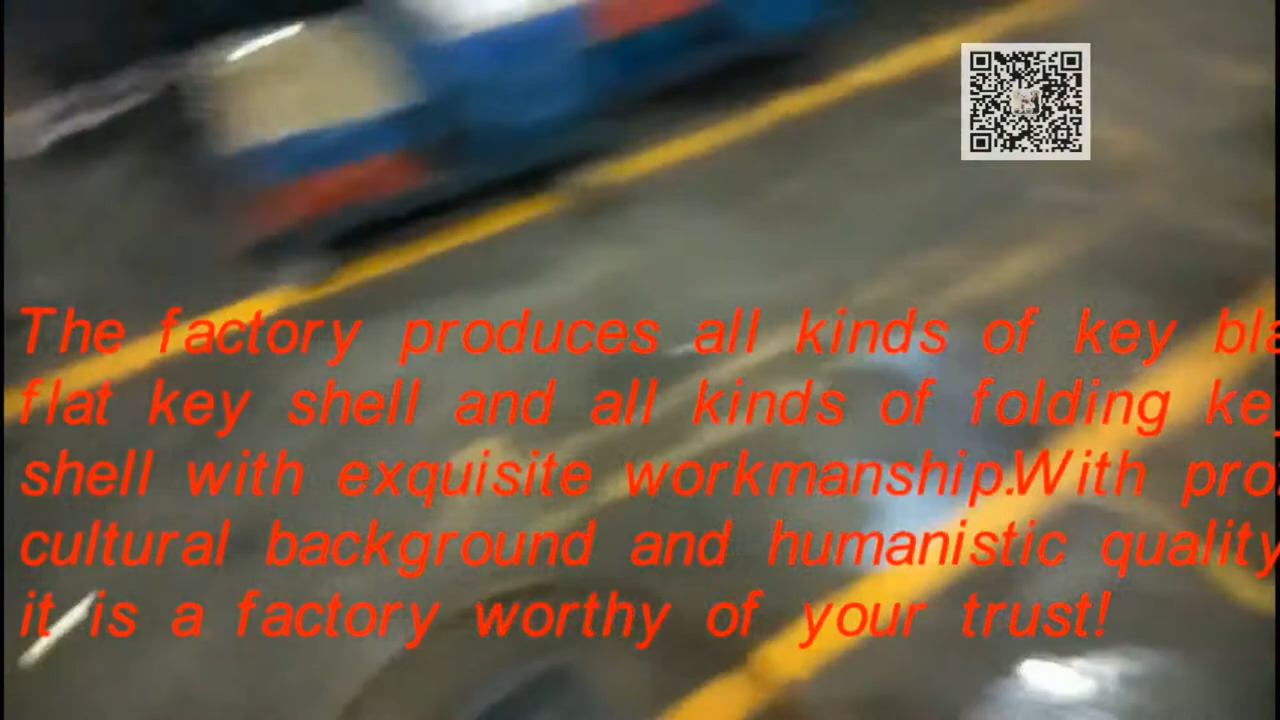 The factory produces all kinds of key
flat key shell and all kinds of folding
shell with exquisite workmanship.With
cultural background and humanistic quality
it is a factory worthy of your trust!